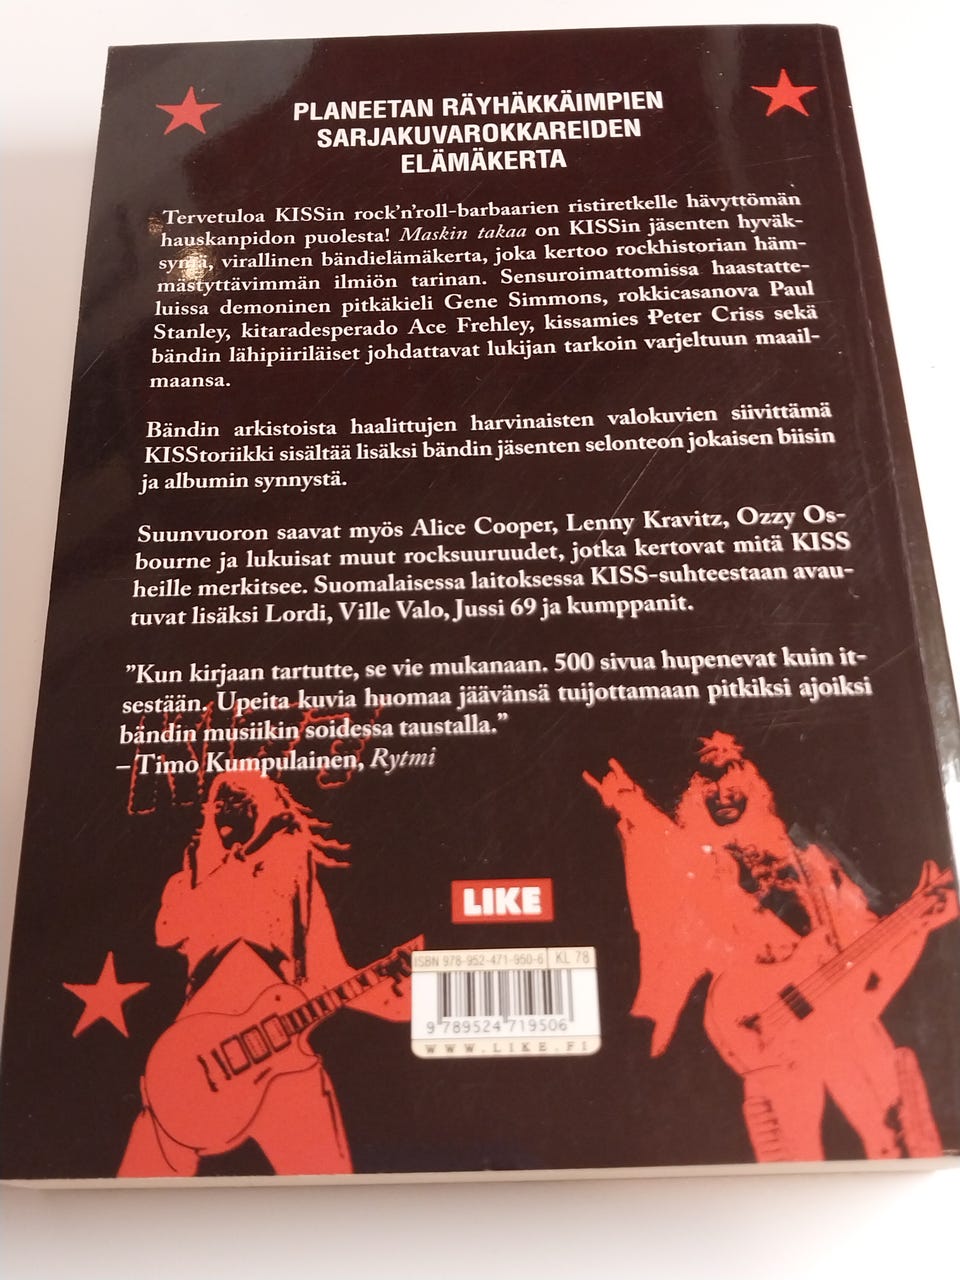 PLANEETAN RÄYHÄKKÄIMPIEN
SARJAKUVAROKKAREIDEN
ELÄMÄKERTA
Tervetuloa KISSin rock'n'roll-barbaarien ristiretkelle hävyttömän
hauskanpidon puolesta! Maskin takaa on KISSin jäsenten hyväk-
symä, virallinen bändielämäkerta, joka kertoo rockhistorian häm-
mästyttävimmän ilmiön tarinan. Sensuroimattomissa haastatte-
luissa demoninen pitkäkieli Gene Simmons, rokkicasanova Paul
Stanley, kitaradesperado Ace Frehley, kissamies Peter Criss sekä
bändin lähipiiriläiset johdattavat lukijan tarkoin varjeltuun maail-
maansa.
Bändin arkistoista haalittujen harvinaisten valokuvien siivittämä
KISStoriikki sisältää lisäksi bändin jäsenten selonteon jokaisen biisin
ja albumin synnystä.
Suunvuoron saavat myös Alice Cooper, Lenny Kravitz, Ozzy Os-
bourne ja lukuisat muut rocksuuruudet, jotka kertovat mitä KISS
heille merkitsee. Suomalaisessa laitoksessa KISS-suhteestaan avau-
tuvat lisäksi Lordi, Ville Valo, Jussi 69 ja kumppanit.
”Kun kirjaan tartutte, se vie mukanaan. 500 sivua hupenevat kuin it-
sestään. Upeita kuvia huomaa jäävänsä tuijottamaan pitkiksi ajoiksi
bändin musiikin soidessa taustalla.”
– Timo Kumpulainen, Rytmi
LIKE
ISBN 978-952-471-950-6 KL 78
9 789524 719506
WWW.LIKE.FI